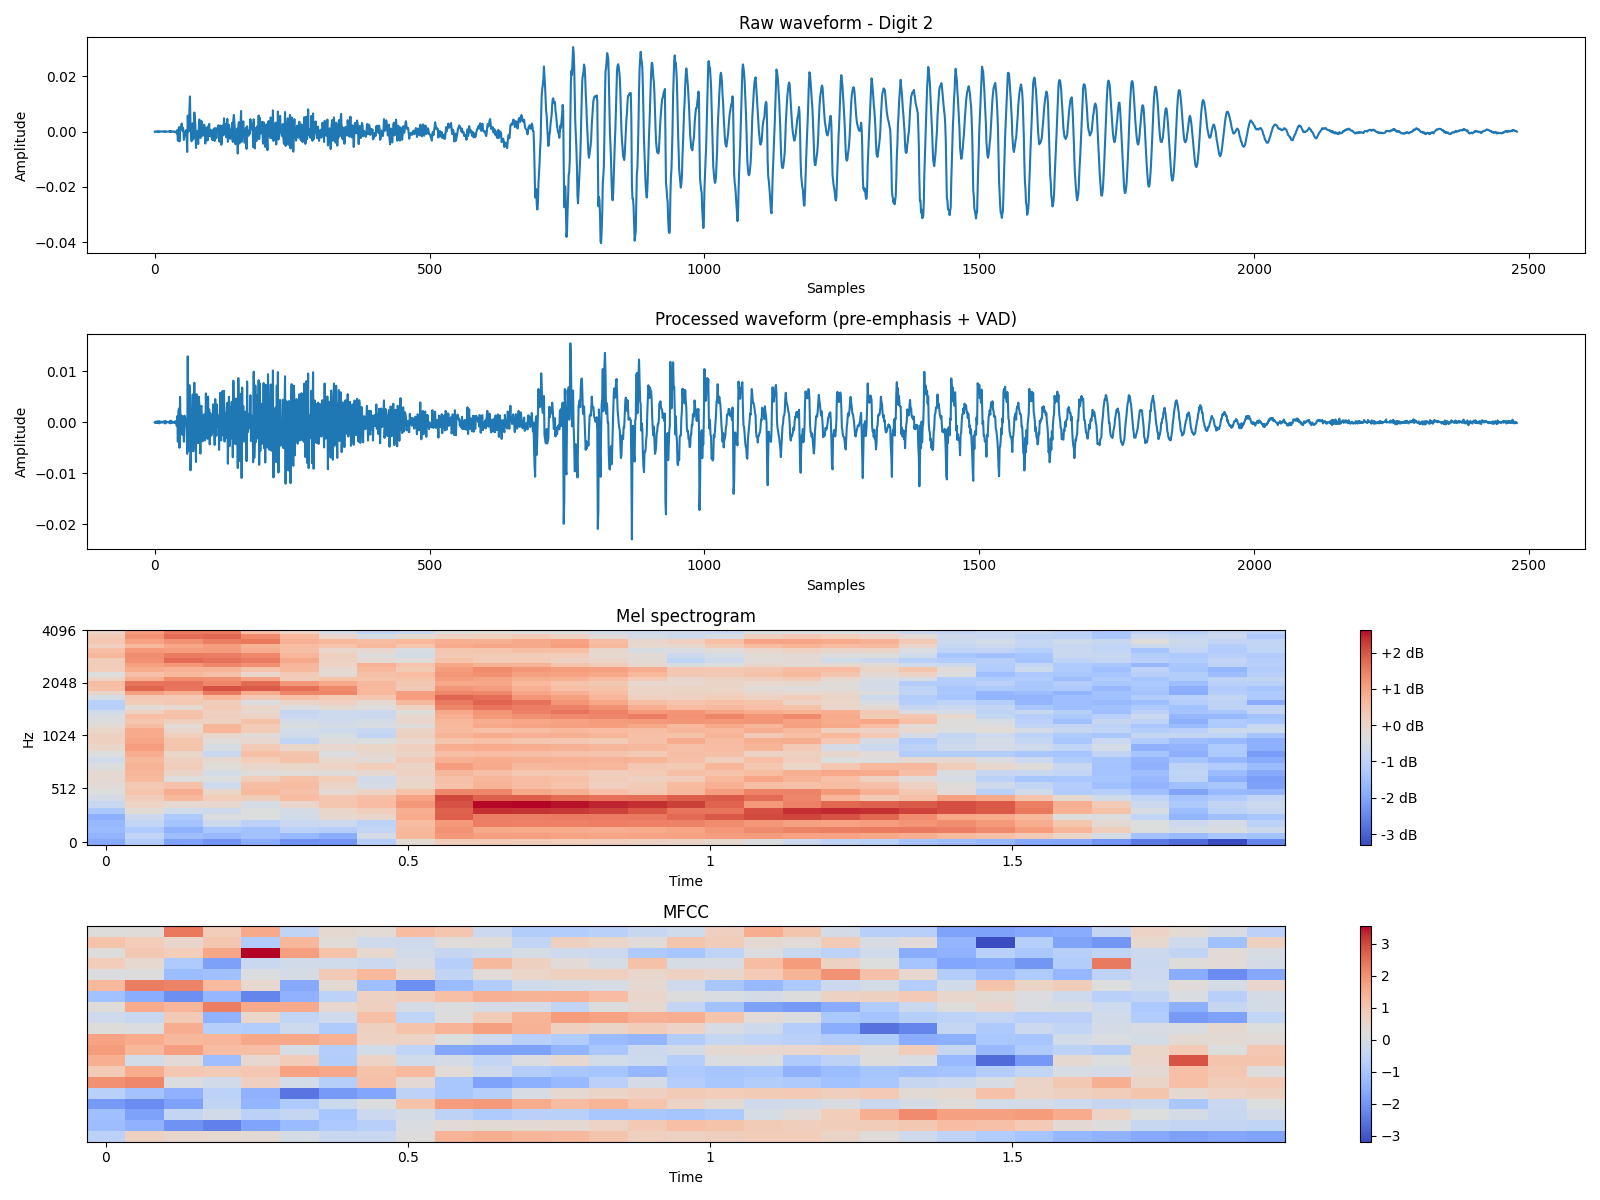 Raw waveform - Digit 2
0.02
0.00
−0.02
−0.04
Amplitude
0 500 1000 1500 2000 2500
Samples
Processed waveform (pre-emphasis + VAD)
0.01
0.00
−0.01
−0.02
Amplitude
0 500 1000 1500 2000 2500
Samples
Mel spectrogram
4096
2048
1024
512
0
Hz
0 0.5 1 1.5
Time
+2 dB
+1 dB
+0 dB
-1 dB
-2 dB
-3 dB
MFCC
0 0.5 1 1.5
Time
3
2
1
0
−1
−2
−3